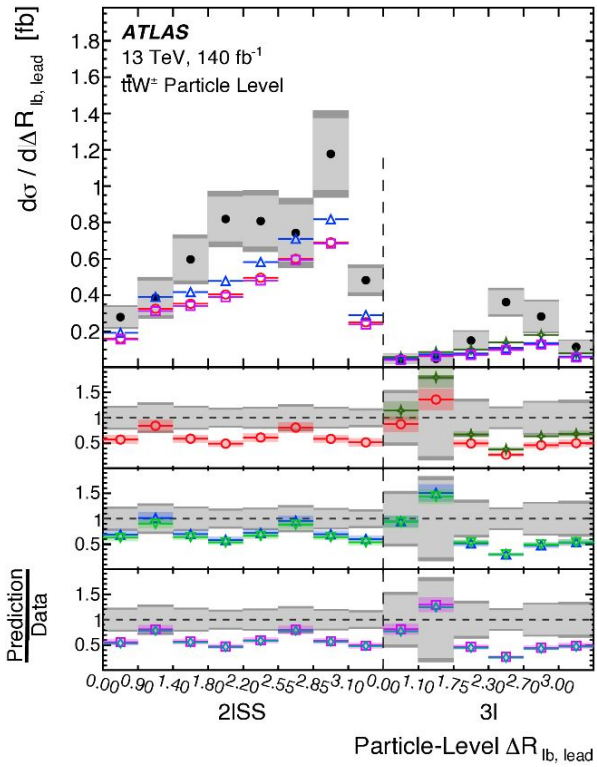 dσ / d|ΔR lb, lead [fb]
ATLAS
13 TeV, 140 fb⁻¹
tt̄W± Particle Level
1.8
1.6
1.4
1.2
1
0.8
0.6
0.4
0.2
1.5
1
0.5
1.5
1
0.5
1.5
1
0.5
Prediction
Data
0.00 0.90 1.40 1.80 2.20 2.55 2.85 3.10 0.00 1.10 1.75 2.30 2.70 3.00
2lSS 3l
Particle-Level ΔR lb, lead